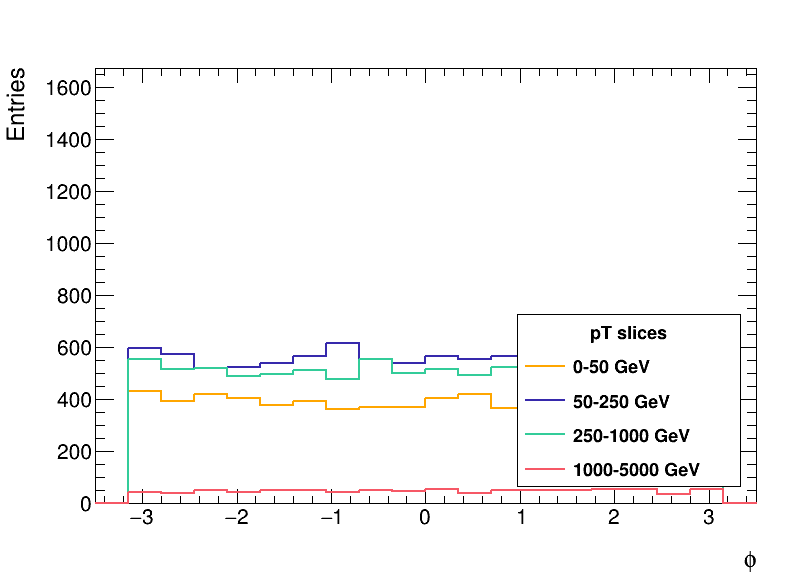 Entries
1600
1400
1200
1000
800
600
400
200
0
pT slices
0-50 GeV
50-250 GeV
250-1000 GeV
1000-5000 GeV
−3 −2 −1 0 1 2 3
ϕ